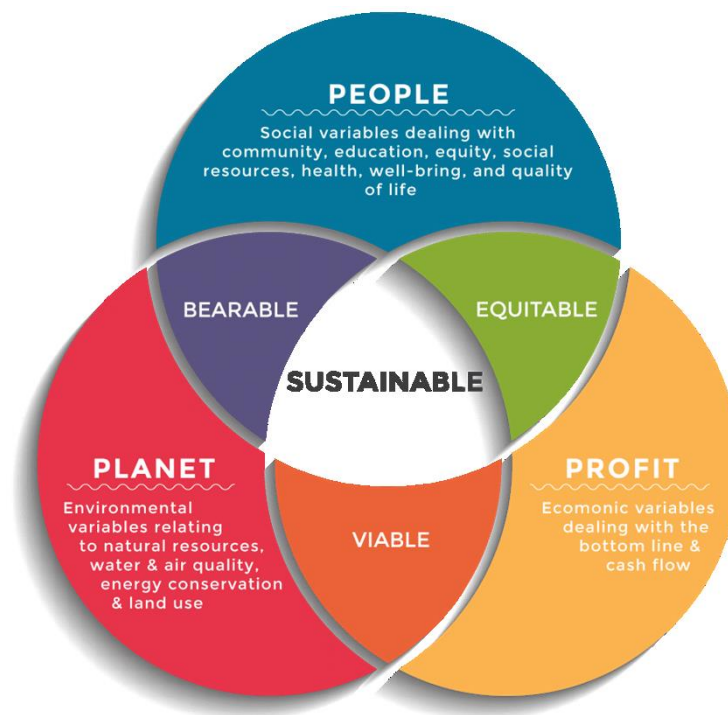 PEOPLE
Social variables dealing with
community, education, equity, social
resources, health, well-bring, and quality
of life
BEARABLE
EQUITABLE
SUSTAINABLE
PLANET
Environmental
variables relating
to natural resources,
water & air quality,
energy conservation
& land use
VIABLE
PROFIT
Ecomonic variables
dealing with the
bottom line &
cash flow